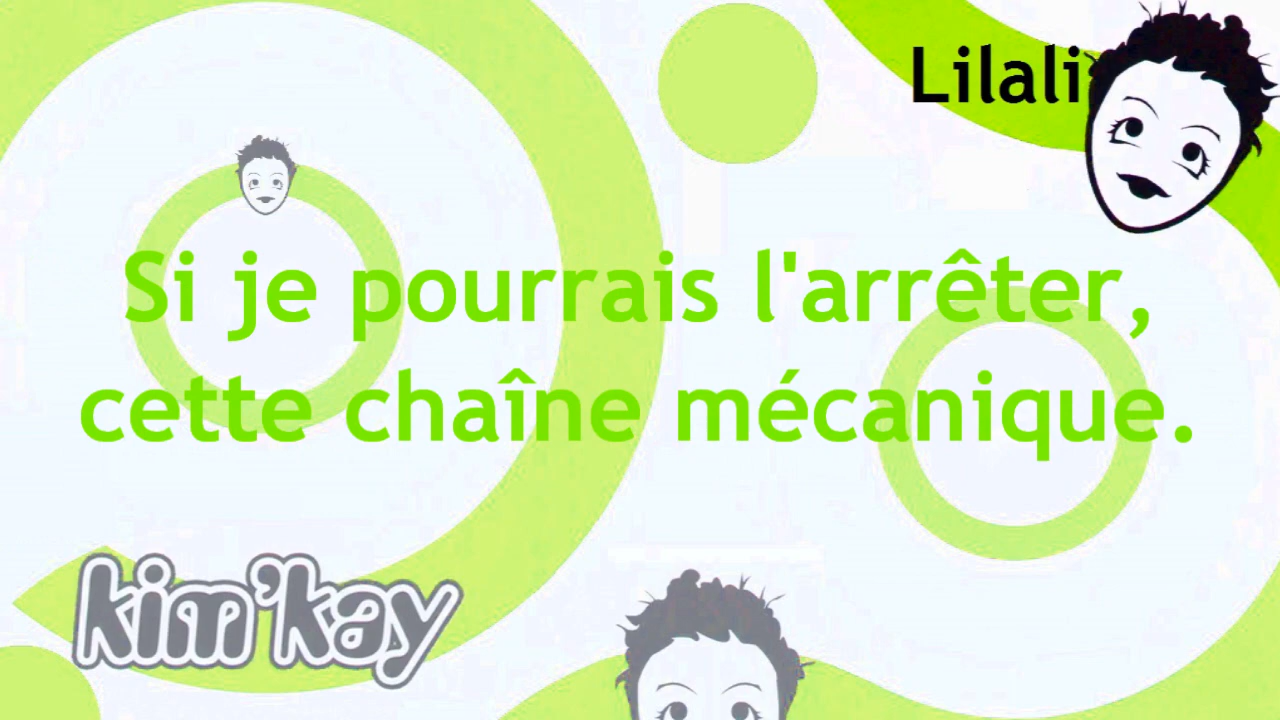 Lilali
Si je pourrais l'arrêter,
cette chaîne mécanique.
kim'kay